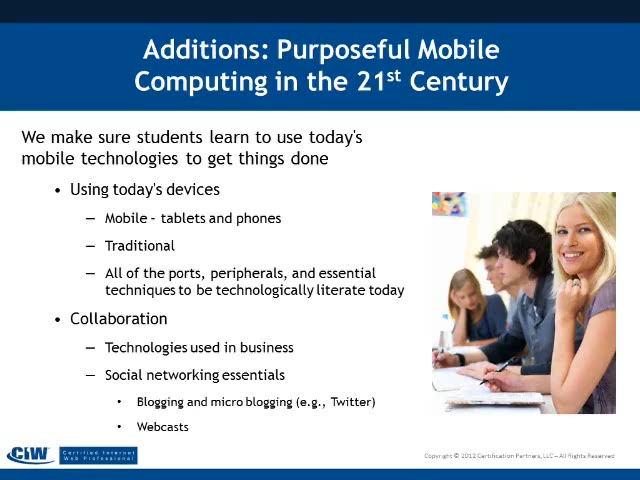 Additions: Purposeful Mobile
Computing in the 21st Century
We make sure students learn to use today's
mobile technologies to get things done
• Using today's devices
– Mobile - tablets and phones
– Traditional
– All of the ports, peripherals, and essential
techniques to be technologically literate today
• Collaboration
– Technologies used in business
– Social networking essentials
• Blogging and micro blogging (e.g., Twitter)
• Webcasts
CIW
Certified Internet
Web Professional
Copyright © 2012 Certification Partners, LLC – All Rights Reserved